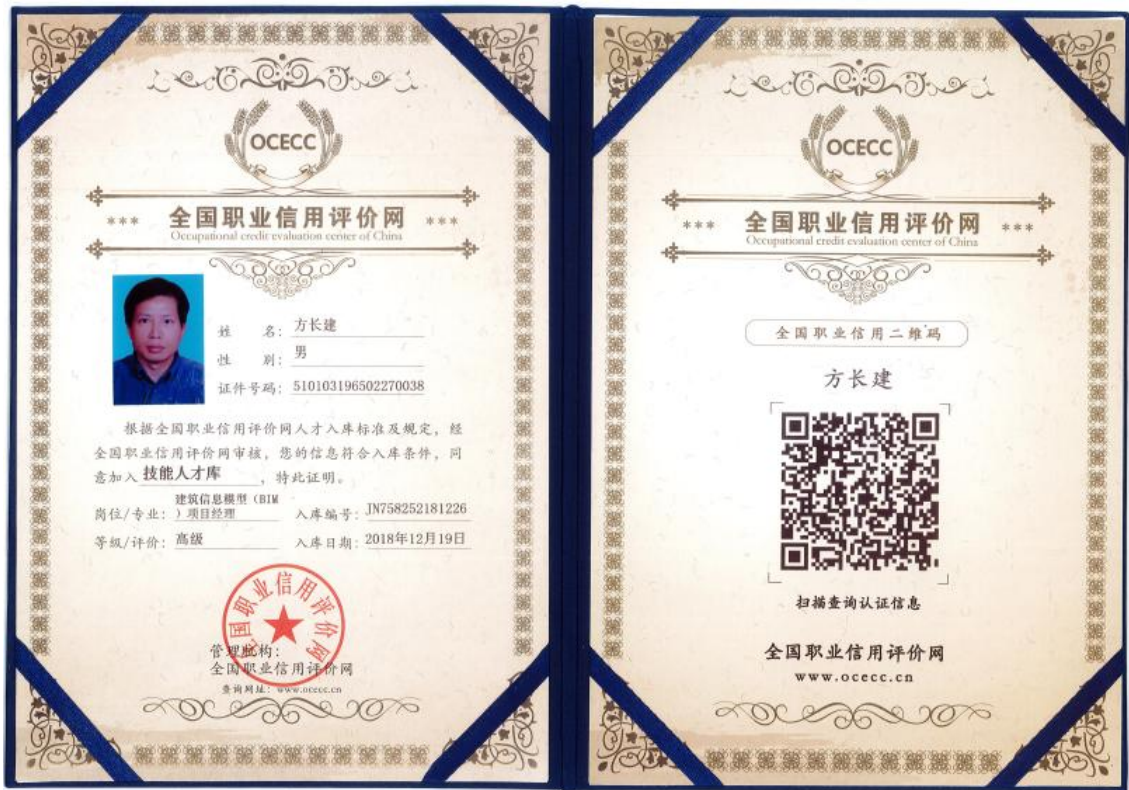 OCECC
*** 全国职业信用评价网 ***
Occupational credit evaluation center of China
姓 名: 方长建
性 别: 男
证件号码: 510103196502270038
根据全国职业信用评价网人才入库标准及规定，经
全国职业信用评价网审核，您的信息符合入库条件，同
意加入 技能人才库 ，特此证明。
建筑信息模型（BIM
岗位/专业: ）项目经理 入库编号: JN758252181226
等级/评价: 高级 入库日期: 2018年12月19日
全国职业信用评价网
管理机构:
全国职业信用评价网
查询网址: www.ocecc.cn
OCECC
*** 全国职业信用评价网 ***
Occupational credit evaluation center of China
全国职业信用二维码
方长建
扫描查询认证信息
全国职业信用评价网
www.ocecc.cn